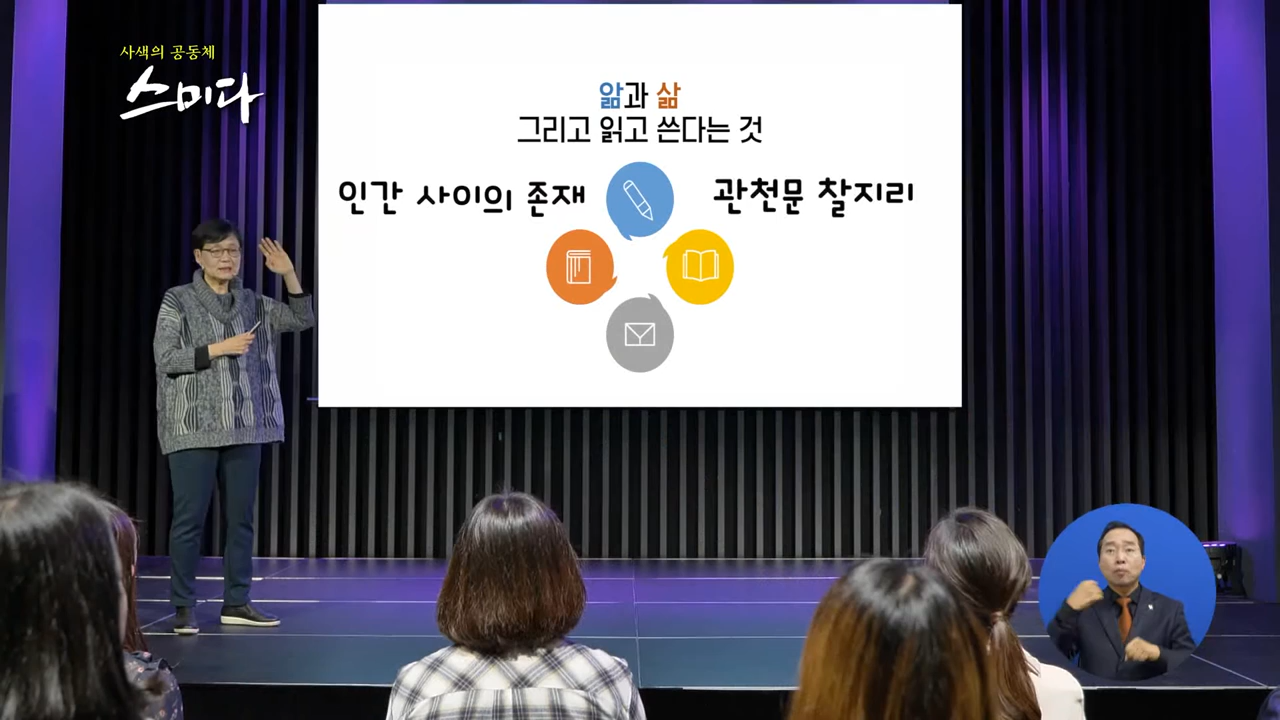 사색의 공동체
스미다
앎과 삶
그리고 읽고 쓴다는 것
인간 사이의 존재
관천문 찰지리